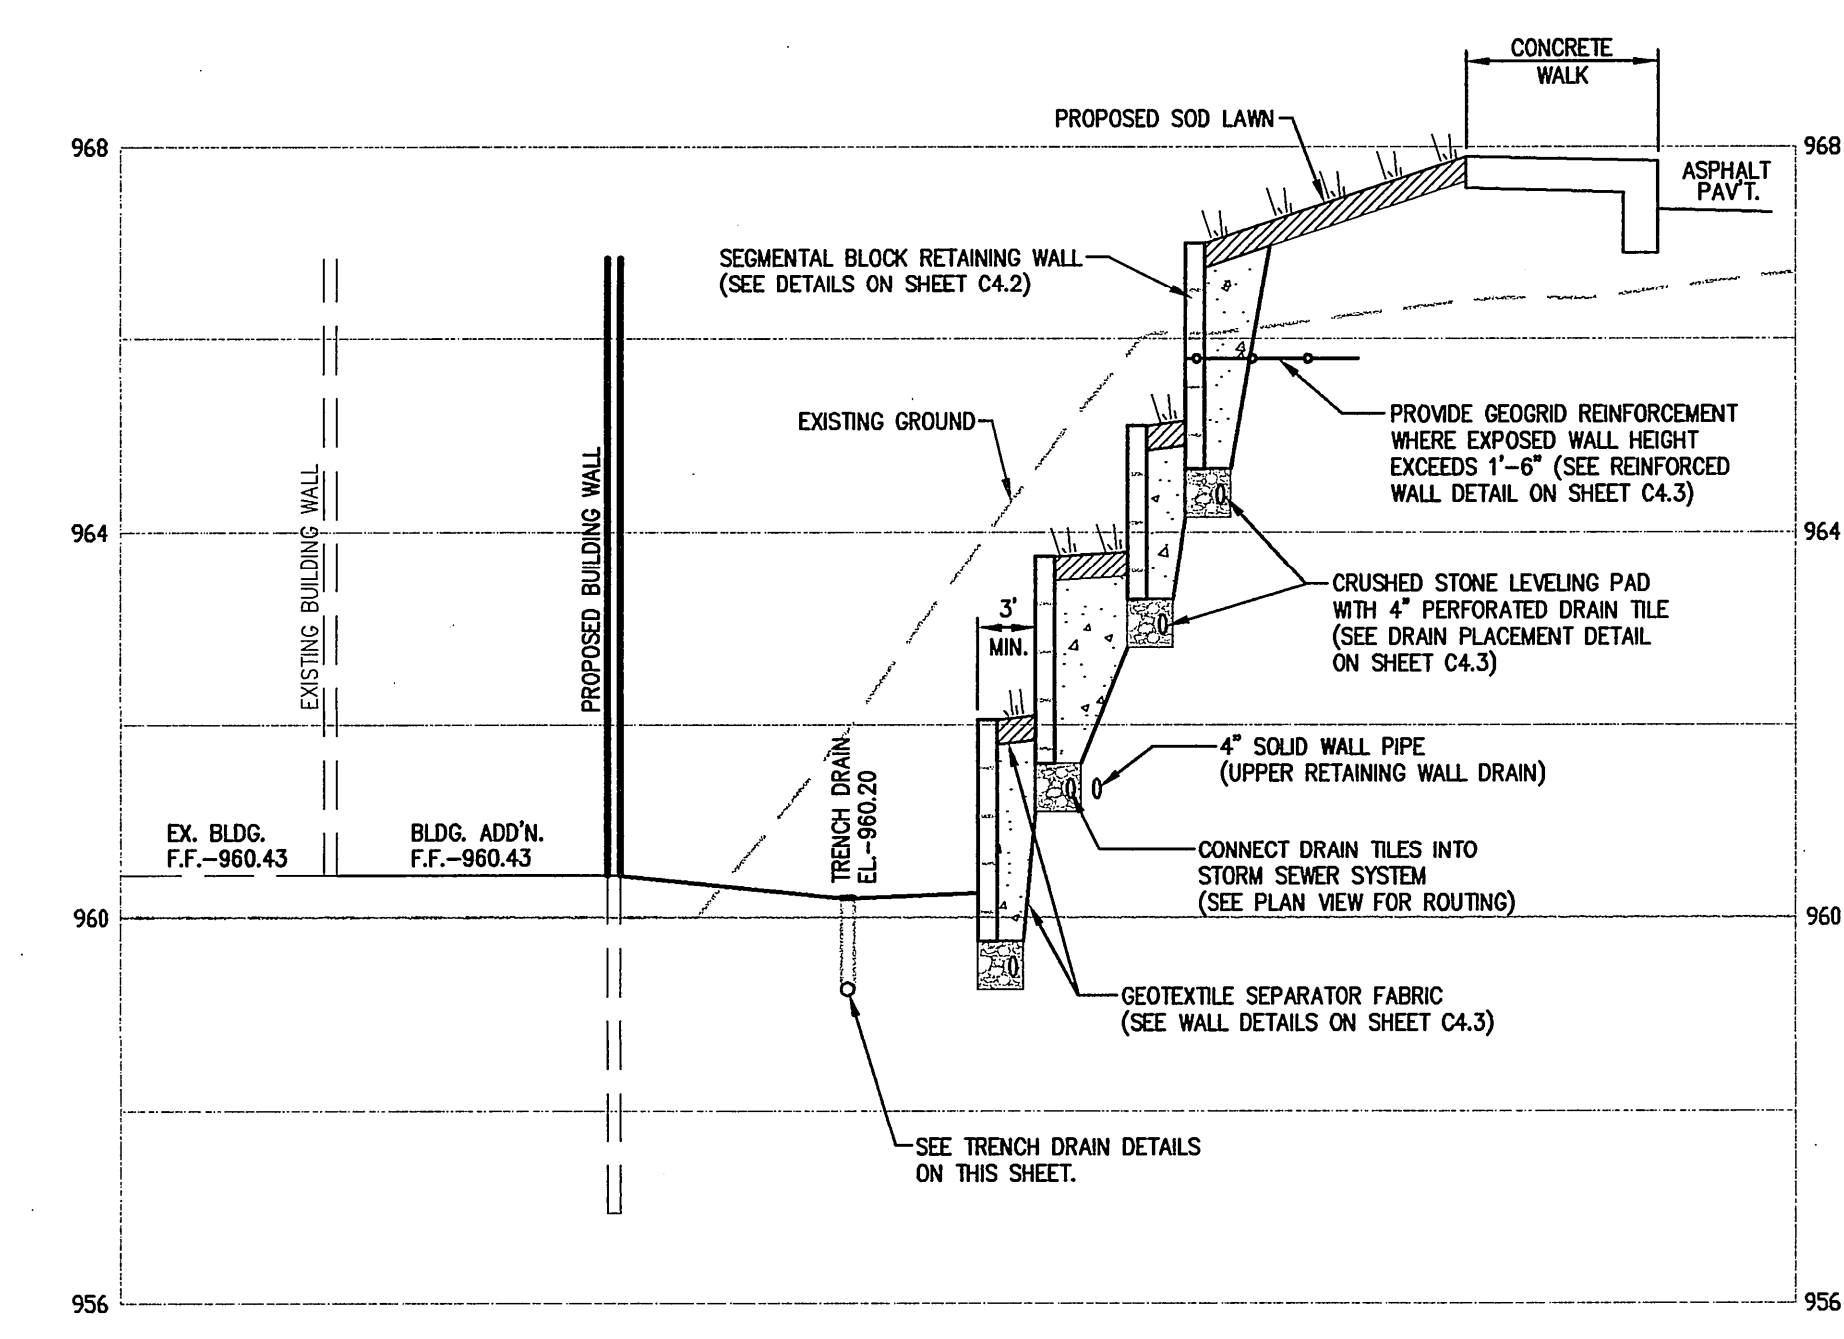 CONCRETE
WALK
PROPOSED SOD LAWN
968
968
ASPHALT
PAV'T.
SEGMENTAL BLOCK RETAINING WALL
(SEE DETAILS ON SHEET C4.2)
EXISTING GROUND
PROVIDE GEOGRID REINFORCEMENT
WHERE EXPOSED WALL HEIGHT
EXCEEDS 1'-6" (SEE REINFORCED
WALL DETAIL ON SHEET C4.3)
EXISTING BUILDING WALL
PROPOSED BUILDING WALL
964
964
CRUSHED STONE LEVELING PAD
WITH 4" PERFORATED DRAIN TILE
(SEE DRAIN PLACEMENT DETAIL
ON SHEET C4.3)
3'
MIN.
4" SOLID WALL PIPE
(UPPER RETAINING WALL DRAIN)
TRENCH DRAIN
EL.-960.20
EX. BLDG.
F.F.-960.43
BLDG. ADD'N.
F.F.-960.43
CONNECT DRAIN TILES INTO
STORM SEWER SYSTEM
(SEE PLAN VIEW FOR ROUTING)
960
960
GEOTEXTILE SEPARATOR FABRIC
(SEE WALL DETAILS ON SHEET C4.3)
SEE TRENCH DRAIN DETAILS
ON THIS SHEET.
956
956